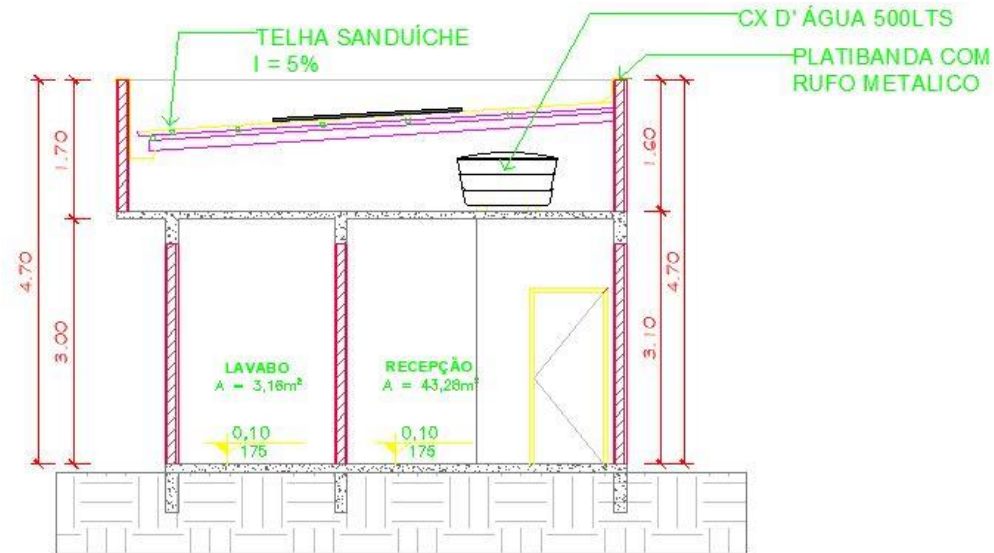 CX D' ÁGUA 500LTS
TELHA SANDUÍCHE
I = 5%
PLATIBANDA COM
RUFO METALICO
1.70
1.60
4.70
4.70
3.00
3.10
LAVABO
A = 3,16m²
RECEPÇÃO
A = 43,28m²
0,10
175
0,10
175